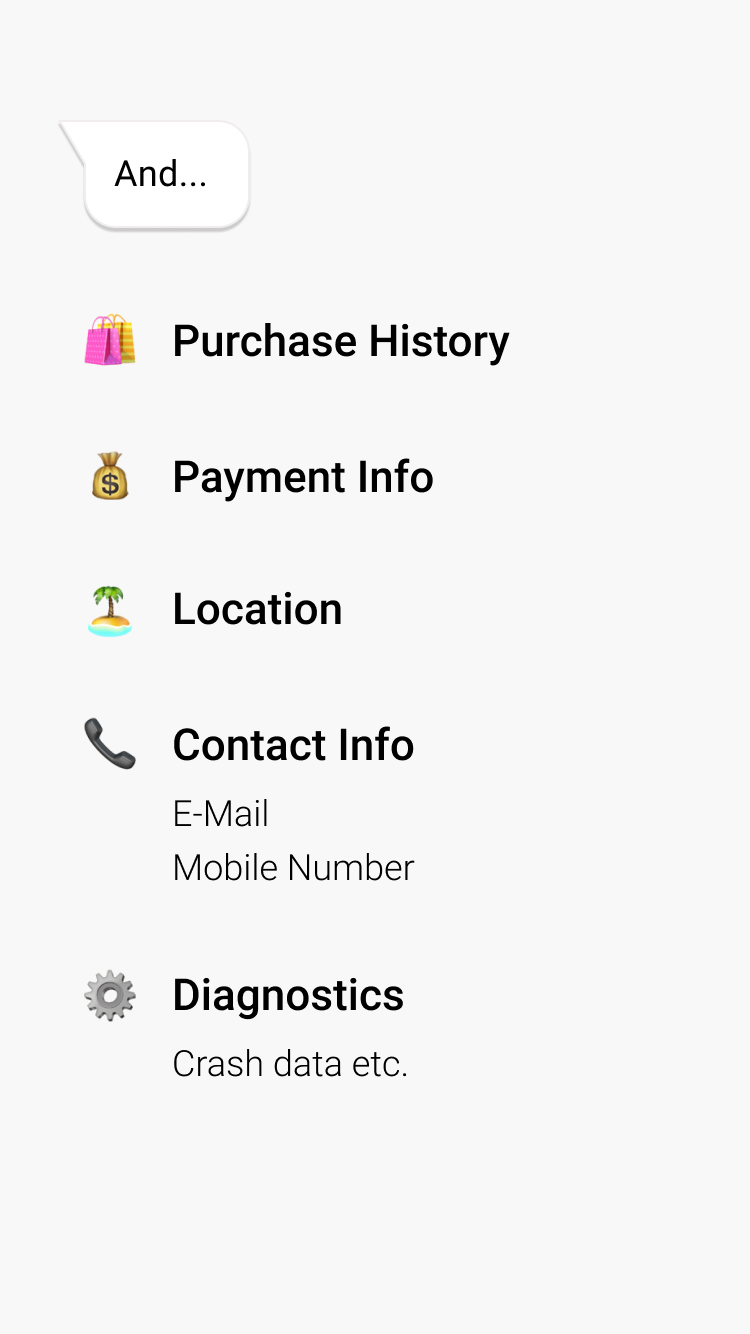 And...
Purchase History
Payment Info
Location
Contact Info
E-Mail
Mobile Number
Diagnostics
Crash data etc.